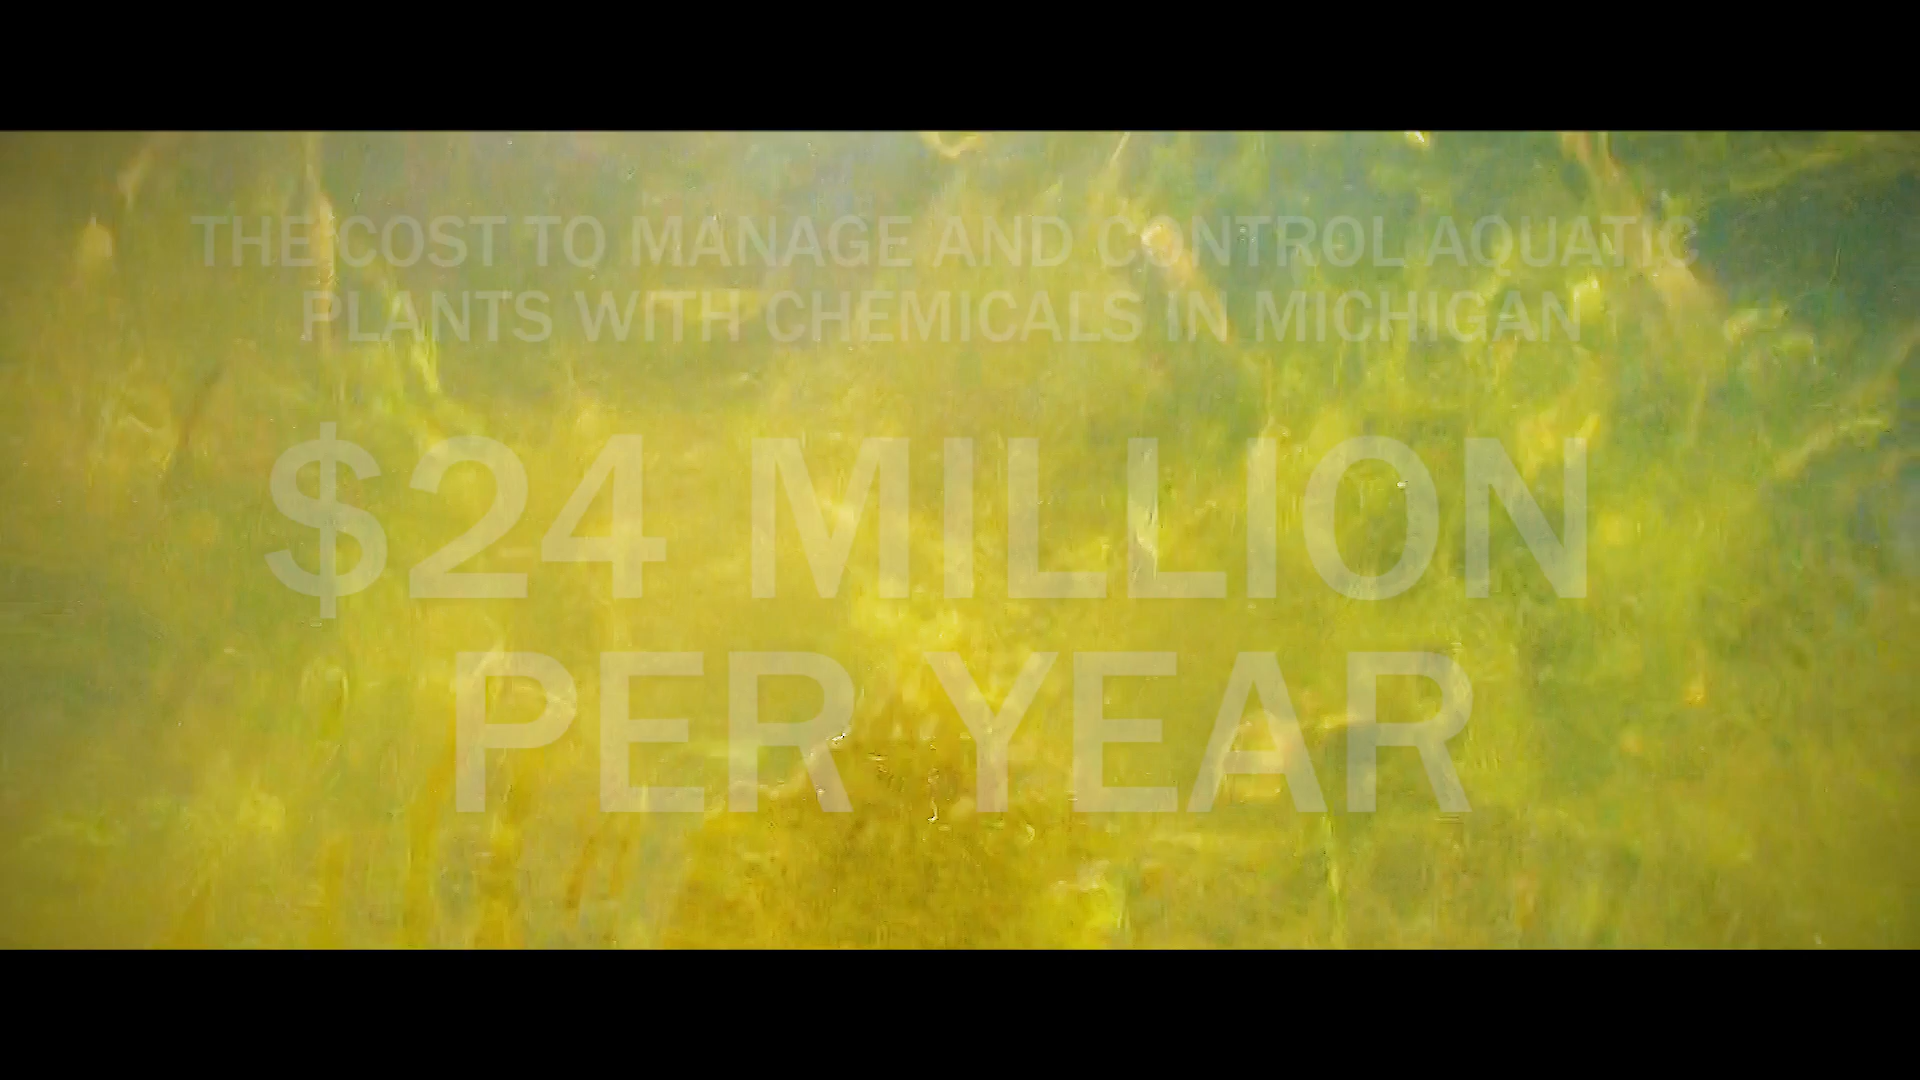 THE COST TO MANAGE AND CONTROL AQUATIC
PLANTS WITH CHEMICALS IN MICHIGAN
$24 MILLION
PER YEAR